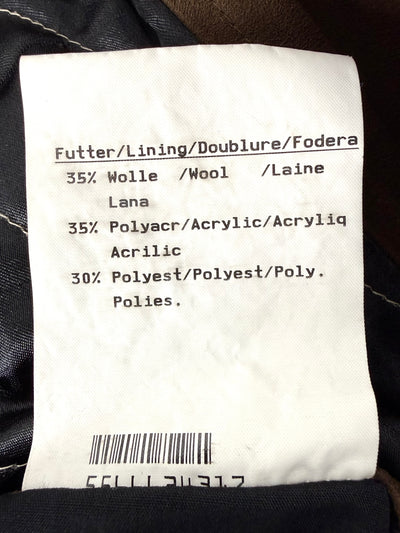 Futter/Lining/Doublure/Fodera
35% Wolle /Wool /Laine
Lana
35% Polyacr/Acrylic/Acryliq
Acrilic
30% Polyest/Polyest/Poly.
Polies.